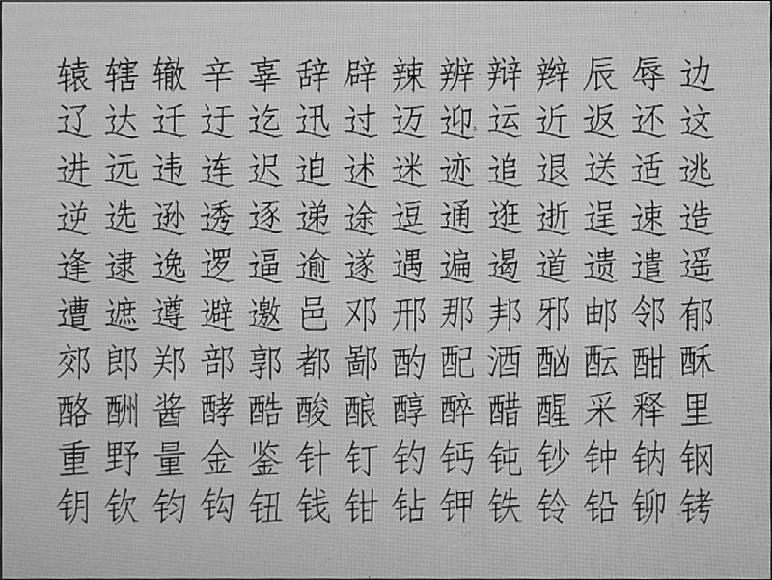 辕辖辙辛辜辞辟辣辨辩辫辰辱边
辽达迁迂迄迅过迈迎运近返还这
进远违连迟迫述迷迹追退送适逃
逆选逊透逐递途逗通逛逝逞速造
逢逮逸逻逼逾遂遇遍遏道遗遣遥
遭遮遵避邀邑邓邢那邦邪邮邻郁
郊郎郑部郭都鄙酌配酒酗酝酣酥
酪酬酱酵酷酸酿醇醉醋醒采释里
重野量金鉴针钉钓钙钝钞钟钠钢
钥钦钧钩钮钱钳钻钾铁铃铅铆铐